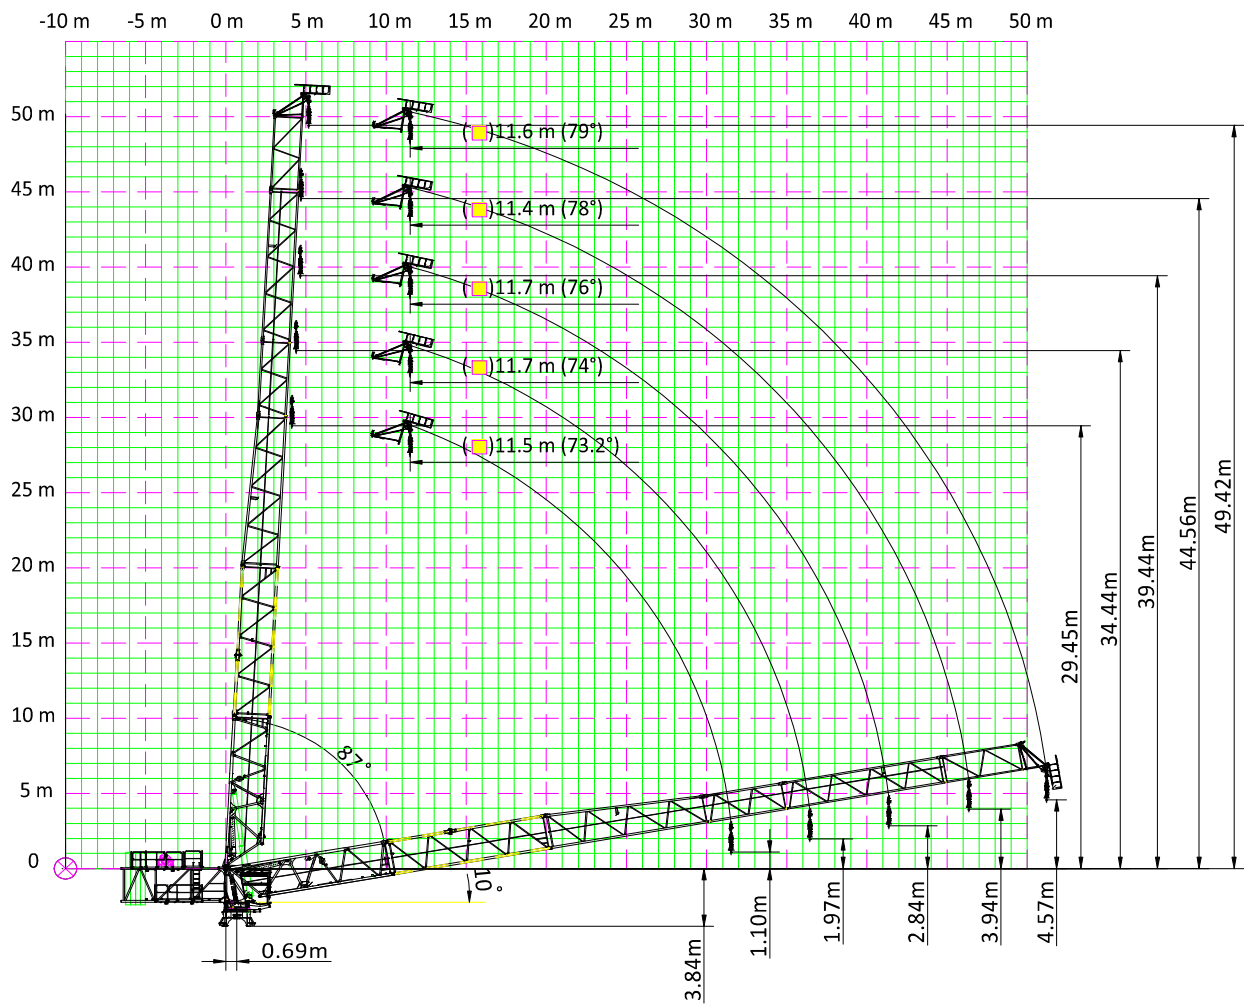 -10 m -5 m 0 m 5 m 10 m 15 m 20 m 25 m 30 m 35 m 40 m 45 m 50 m
50 m
( )11.6 m (79°)
45 m
( )11.4 m (78°)
40 m
( )11.7 m (76°)
35 m
( )11.7 m (74°)
30 m
( )11.5 m (73.2°)
25 m
20 m
15 m
10 m
5 m
0
29.45m
34.44m
39.44m
44.56m
49.42m
87°
10°
0.69m
3.84m
1.10m
1.97m
2.84m
3.94m
4.57m